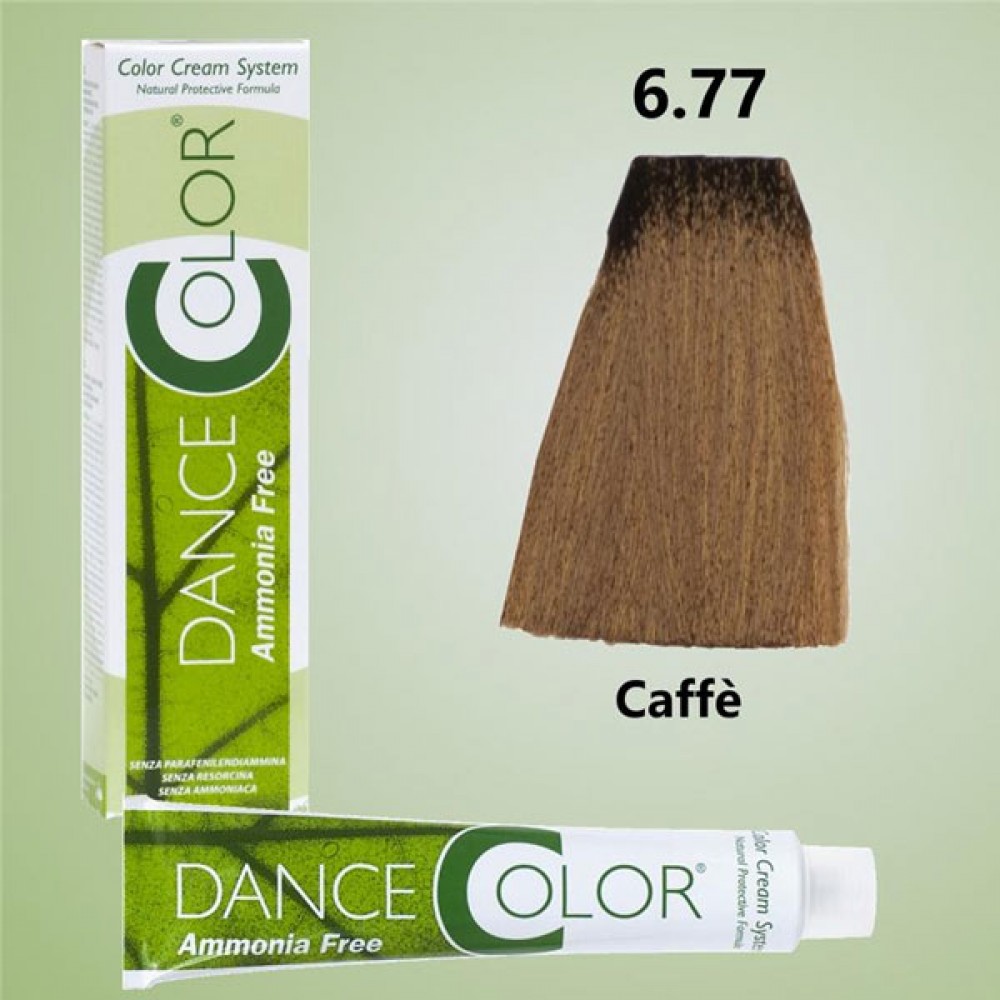 Color Cream System
Natural Protective Formula
DANCE COLOR®
Ammonia Free
SENZA PARAFENILENDIAMMINA
SENZA RESORCINA
SENZA AMMONIACA
6.77
Caffè
DANCE COLOR®
Ammonia Free
Color Cream System
Natural Protective Formula